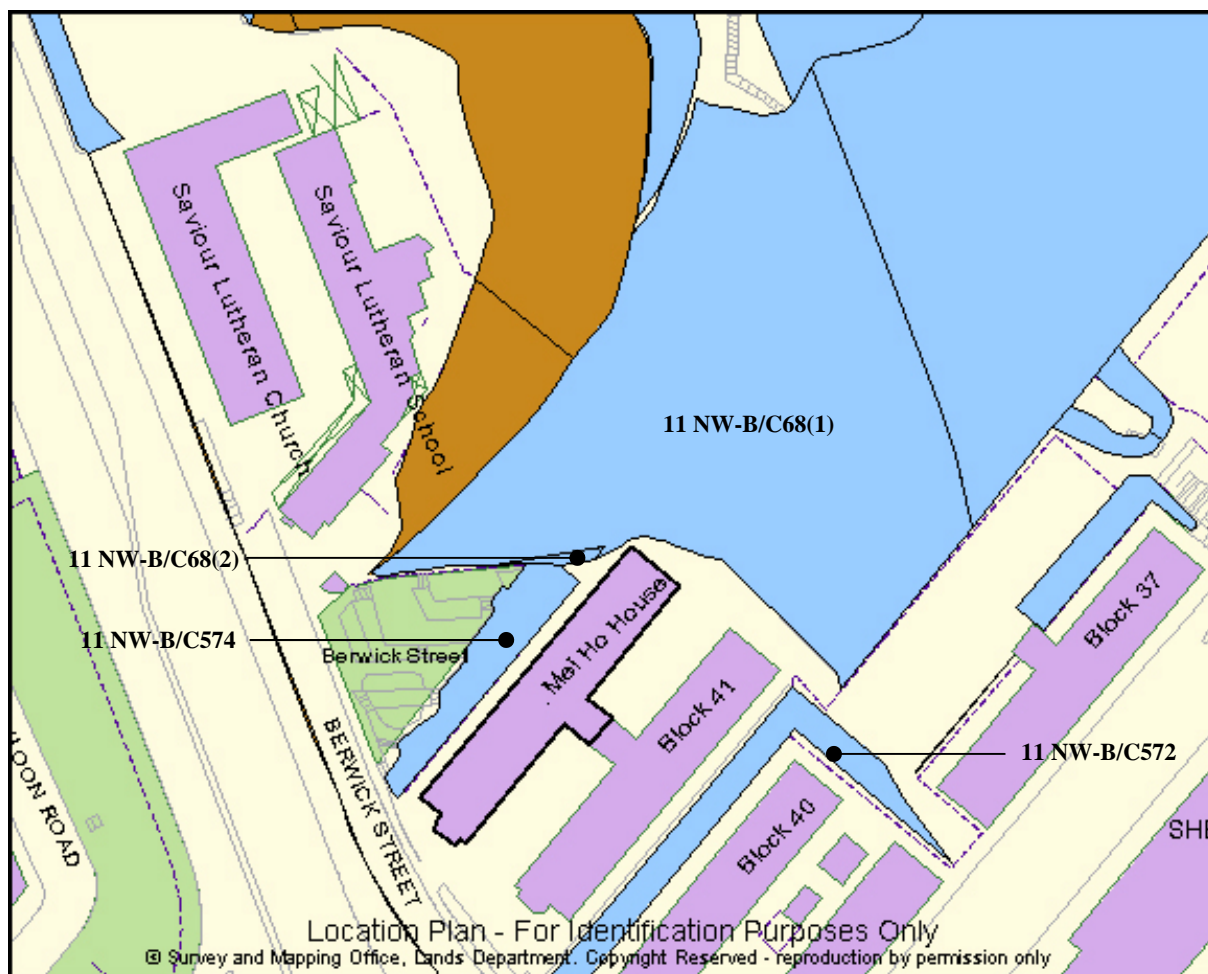 Saviour Lutheran Church
Saviour Lutheran School
11 NW-B/C68(1)
11 NW-B/C68(2)
11 NW-B/C574
Berwick Street
Mei Ho House
Block 37
Block 41
11 NW-B/C572
BERWICK STREET
LOON ROAD
Block 40
SHE
Location Plan - For Identification Purposes Only
© Survey and Mapping Office, Lands Department. Copyright Reserved - reproduction by permission only